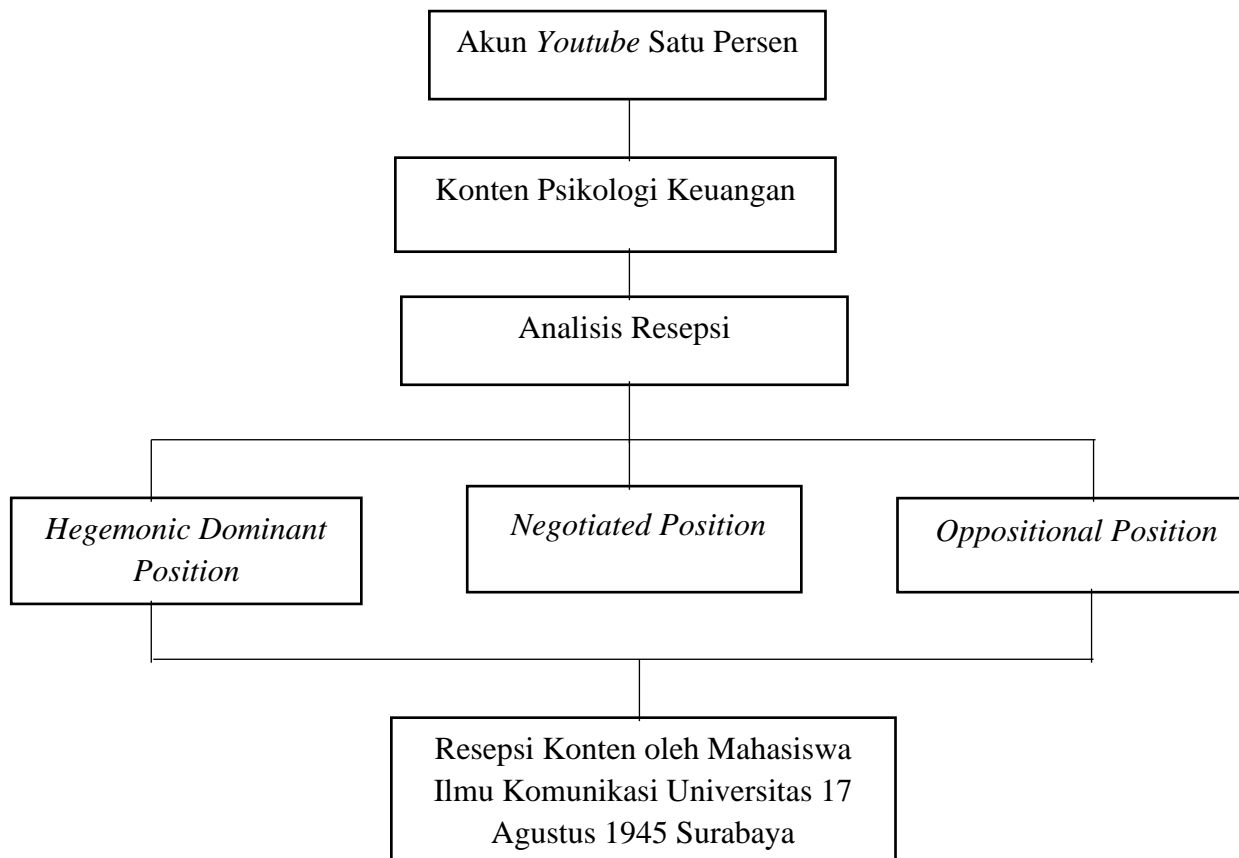 Akun Youtube Satu Persen
Konten Psikologi Keuangan
Analisis Resepsi
Hegemonic Dominant
Position
Negotiated Position
Oppositional Position
Resepsi Konten oleh Mahasiswa
Ilmu Komunikasi Universitas 17
Agustus 1945 Surabaya